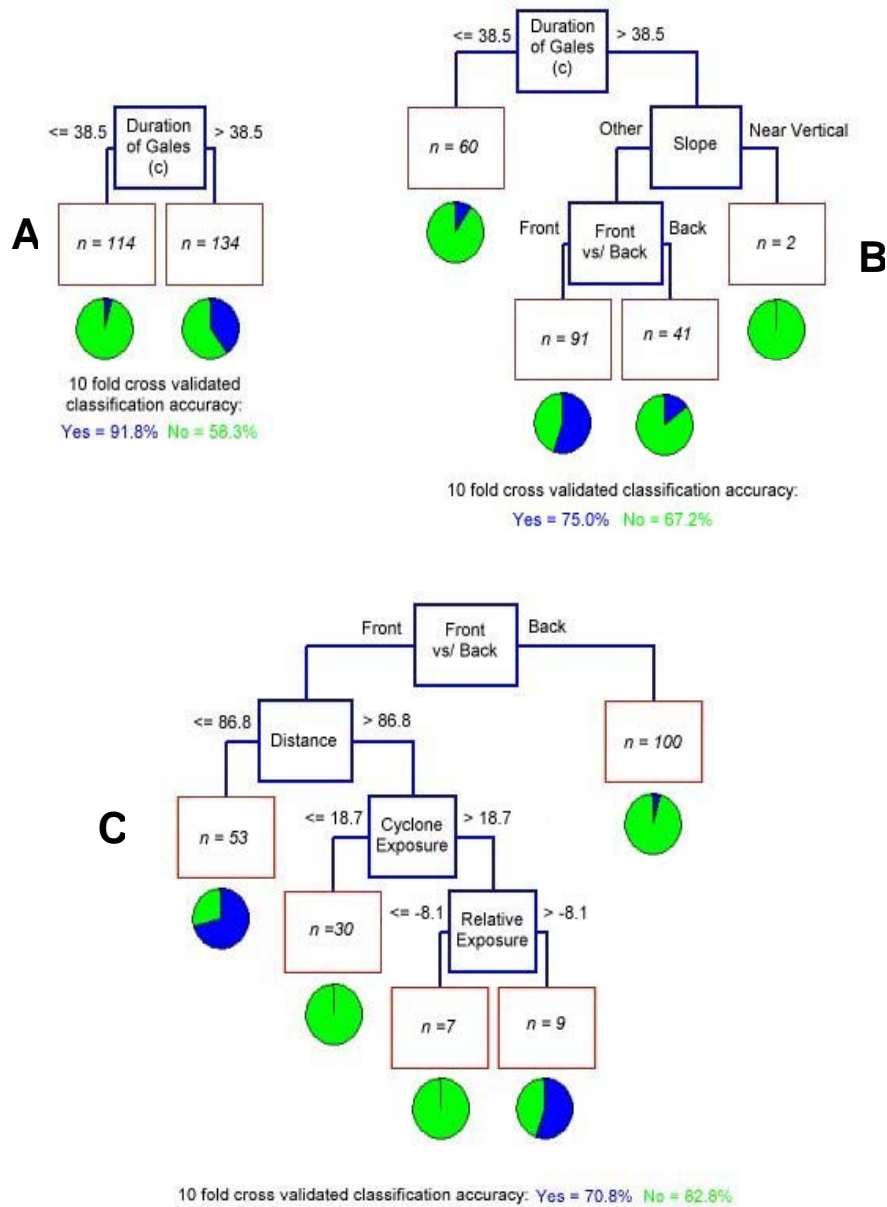 A
<= 38.5
Duration
of Gales
(c)
> 38.5
n = 114
n = 134
10 fold cross validated
classification accuracy:
Yes = 91.8% No = 58.3%
B
<= 38.5
Duration
of Gales
(c)
> 38.5
n = 60
Other
Slope
Near Vertical
Front
Front
vs/ Back
Back
n = 2
n = 91
n = 41
10 fold cross validated classification accuracy:
Yes = 75.0% No = 67.2%
C
Front
Front
vs/ Back
Back
<= 86.8
Distance
> 86.8
n = 100
n = 53
<= 18.7
Cyclone
Exposure
> 18.7
n =30
<= -8.1
Relative
Exposure
> -8.1
n =7
n = 9
10 fold cross validated classification accuracy: Yes = 70.8% No = 82.8%